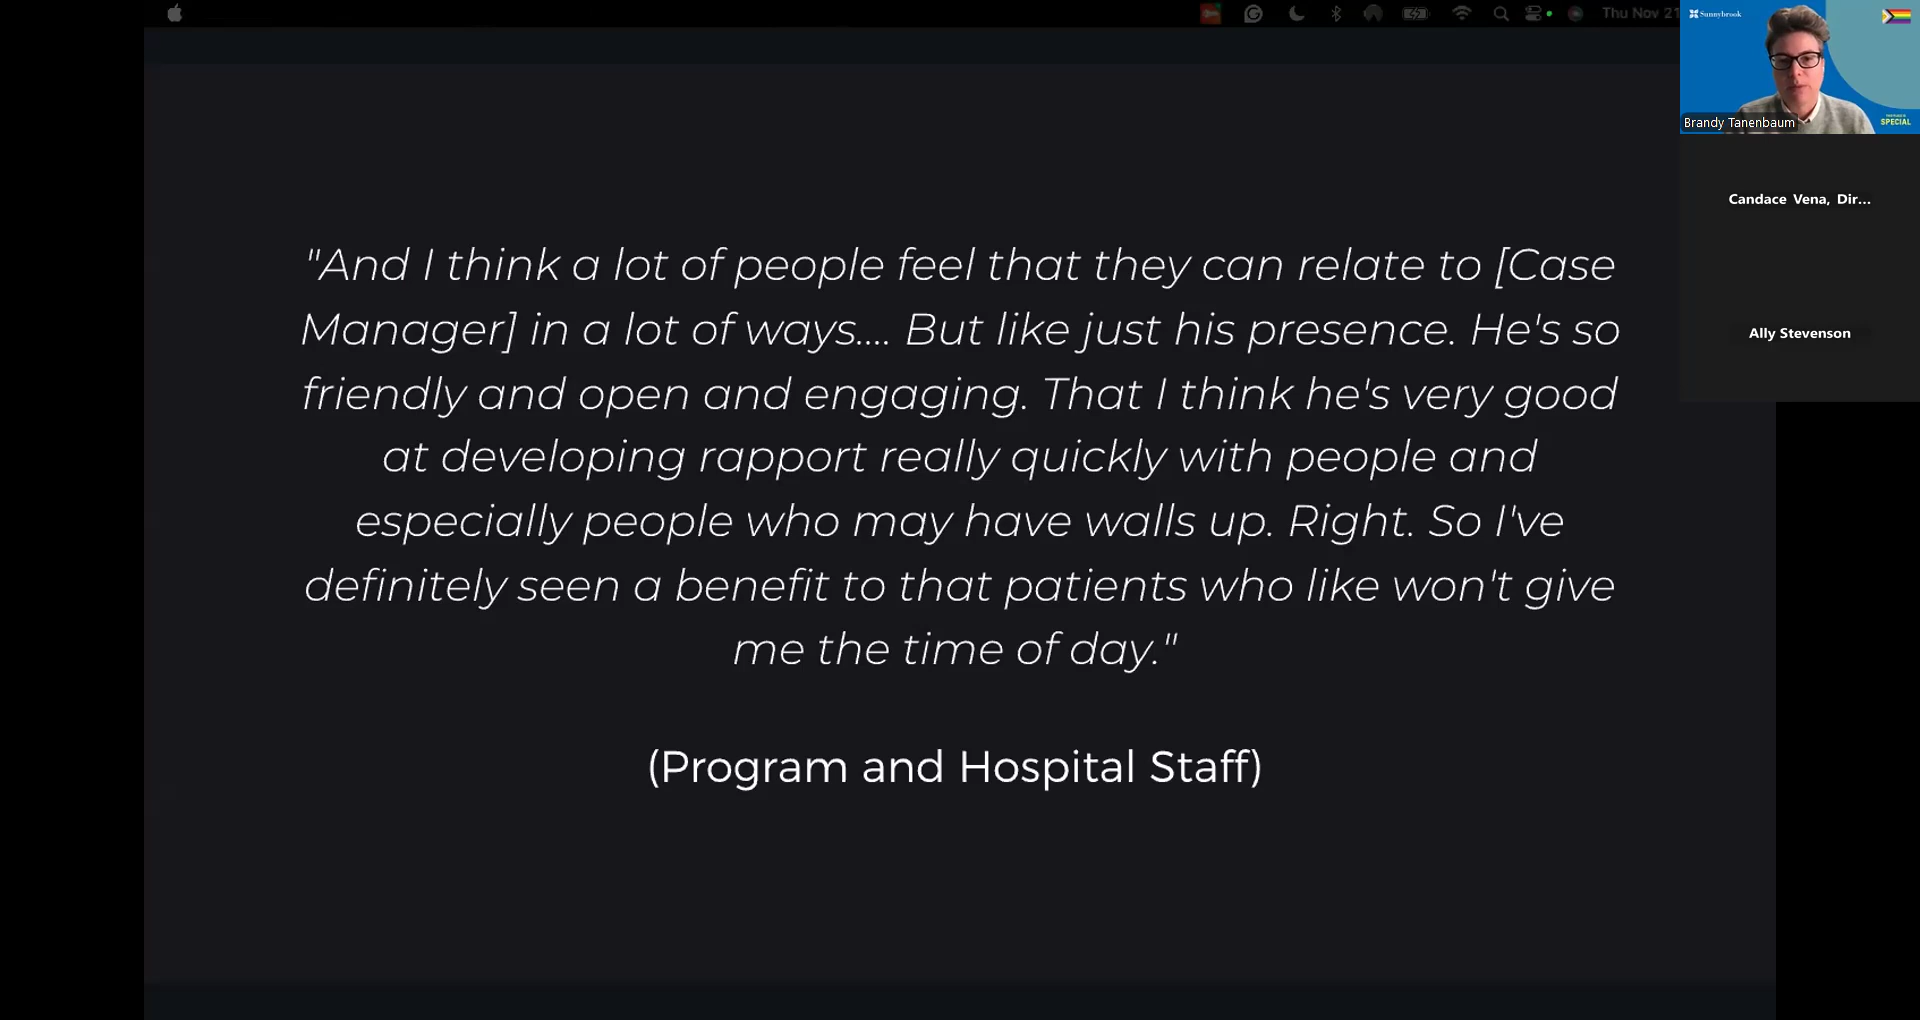 Thu Nov 21
Sunnybrook
SPECIAL
Brandy Tanenbaum
Candace Vena, Dir...
Ally Stevenson
"And I think a lot of people feel that they can relate to [Case
Manager] in a lot of ways.... But like just his presence. He's so
friendly and open and engaging. That I think he's very good
at developing rapport really quickly with people and
especially people who may have walls up. Right. So I've
definitely seen a benefit to that patients who like won't give
me the time of day."
(Program and Hospital Staff)